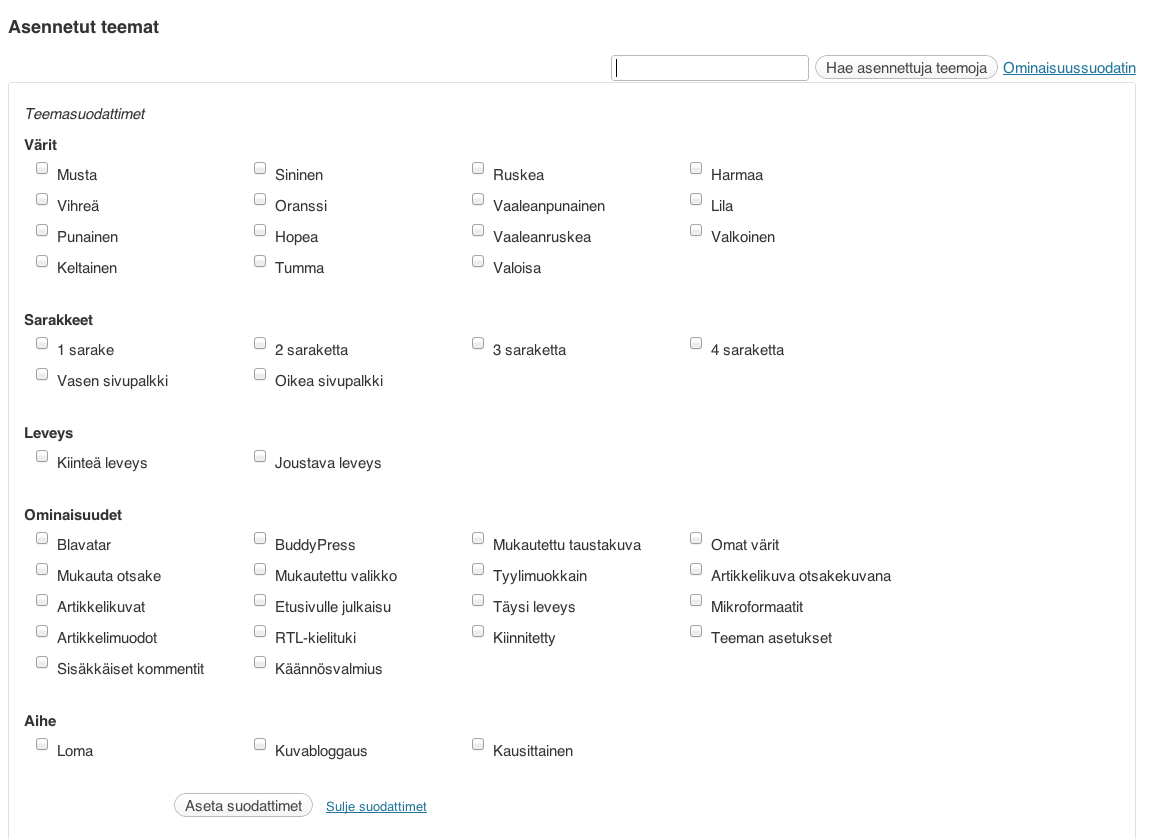 Asennetut teemat
Hae asennettuja teemoja Ominaisuussuodatin
Teemasuodattimet
Värit
Musta Sininen Ruskea Harmaa
Vihreä Oranssi Vaaleanpunainen Lila
Punainen Hopea Vaaleanruskea Valkoinen
Keltainen Tumma Valoisa
Sarakkeet
1 sarake 2 saraketta 3 saraketta 4 saraketta
Vasen sivupalkki Oikea sivupalkki
Leveys
Kiinteä leveys Joustava leveys
Ominaisuudet
Blavatar BuddyPress Mukautettu taustakuva Omat värit
Mukauta otsake Mukautettu valikko Tyylimuokkain Artikkelikuva otsakekuvana
Artikkelikuvat Etusivulle julkaisu Täysi leveys Mikroformaatit
Artikkelimuodot RTL-kielituki Kiinnitetty Teeman asetukset
Sisäkkäiset kommentit Käännösvalmius
Aihe
Loma Kuvabloggaus Kausittainen
Aseta suodattimet Sulje suodattimet